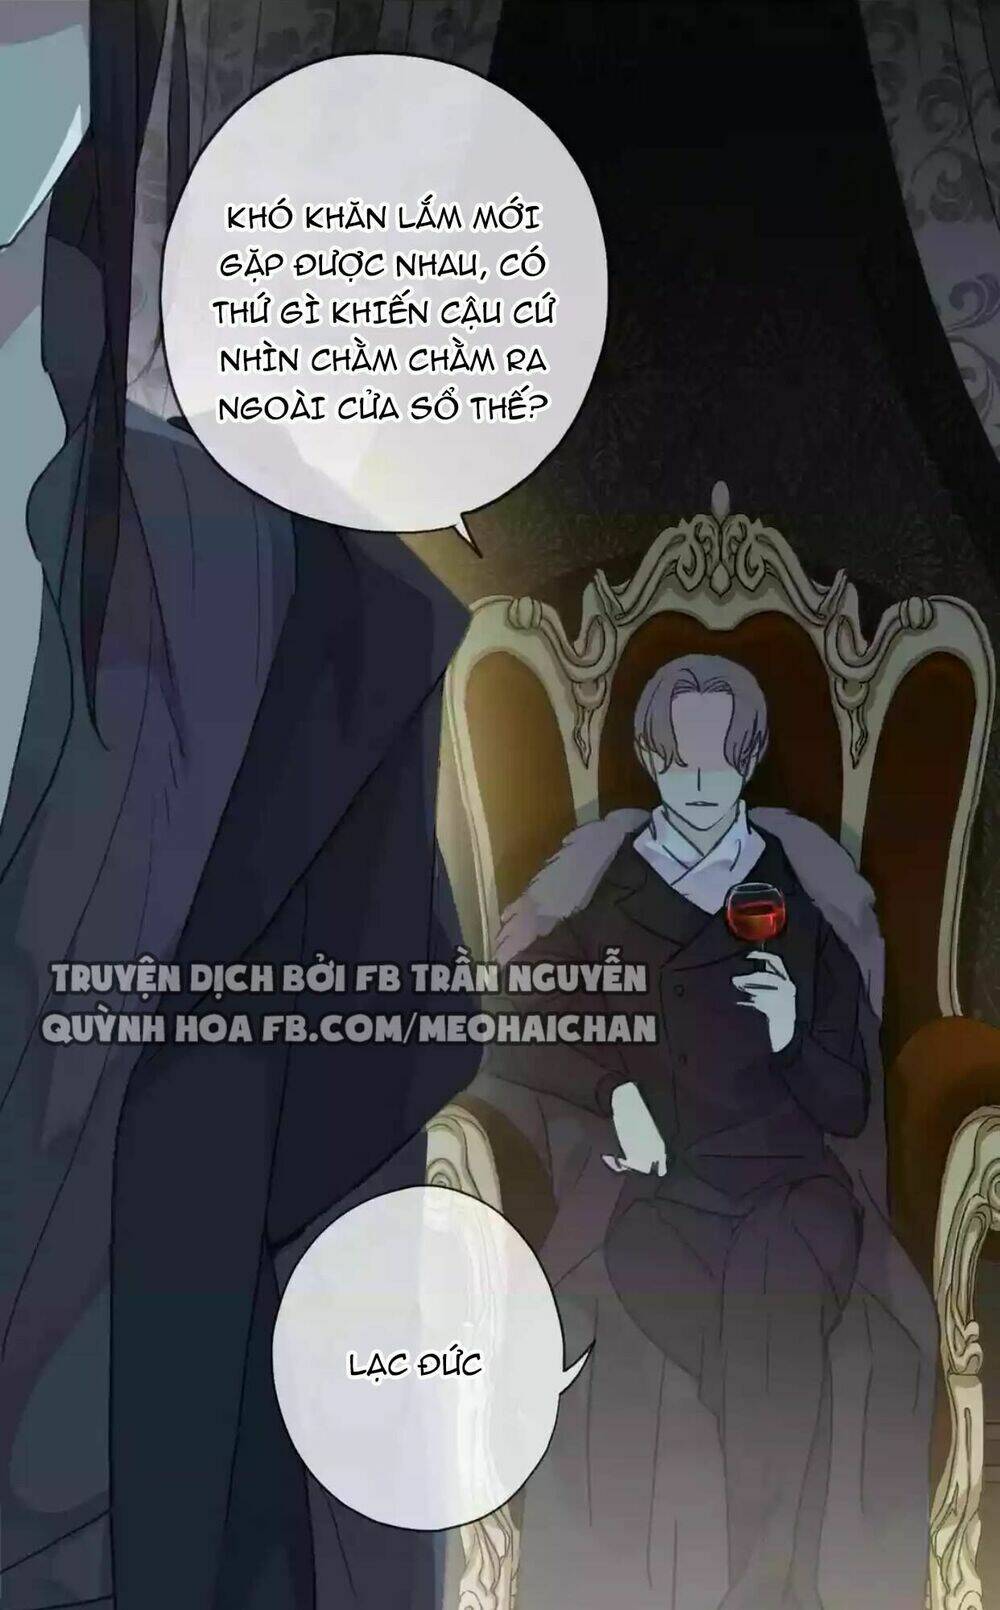 KHÓ KHĂN LẮM MỚI
GẶP ĐƯỢC NHAU, CÓ
THỨ GÌ KHIẾN CẬU CỨ
NHÌN CHẰM CHẰM RA
NGOÀI CỬA SỔ THẾ?
TRUYỆN DỊCH BỞI FB TRẦN NGUYỄN
QUỲNH HOA FB.COM/MEOHAICHAN
LẠC ĐỨC